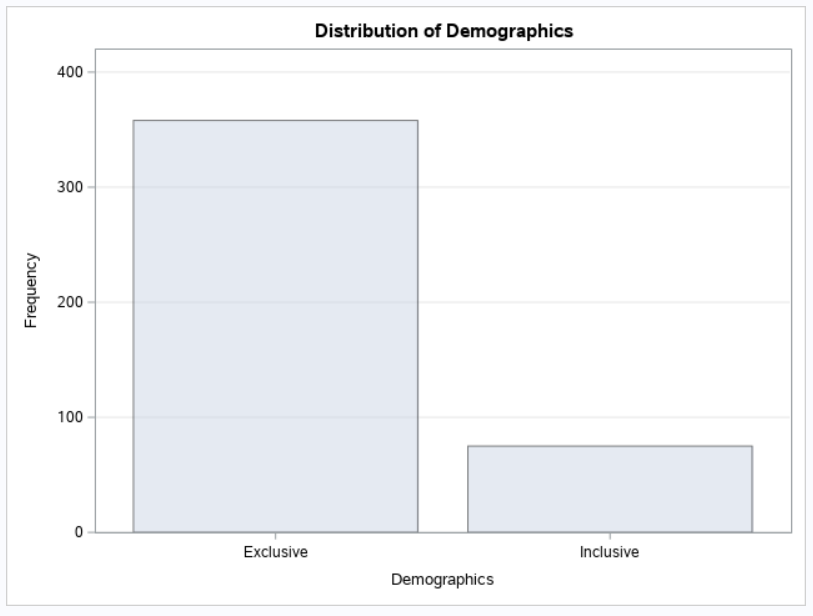 Distribution of Demographics
400
300
200
100
0
Frequency
Exclusive
Inclusive
Demographics